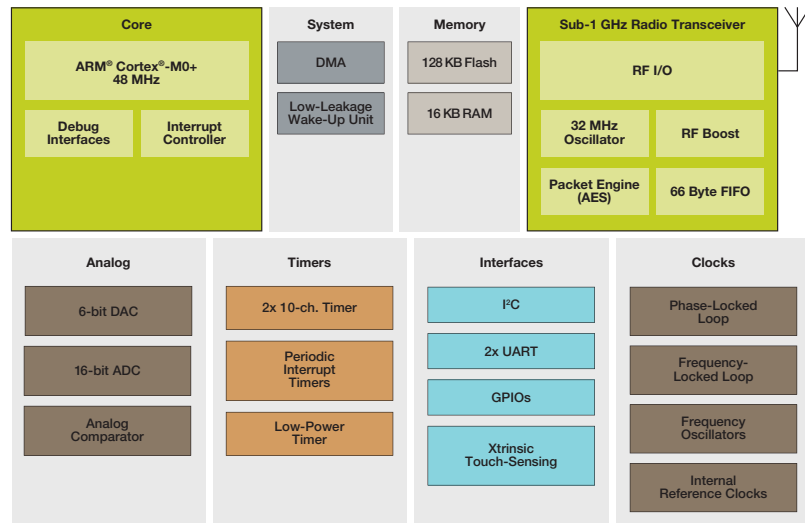 Core
ARM® Cortex®-M0+
48 MHz
Debug
Interfaces
Interrupt
Controller
System
DMA
Low-Leakage
Wake-Up Unit
Memory
128 KB Flash
16 KB RAM
Sub-1 GHz Radio Transceiver
RF I/O
32 MHz
Oscillator
RF Boost
Packet Engine
(AES)
66 Byte FIFO
Analog
6-bit DAC
16-bit ADC
Analog
Comparator
Timers
2x 10-ch. Timer
Periodic
Interrupt
Timers
Low-Power
Timer
Interfaces
I²C
2x UART
GPIOs
Xtrinsic
Touch-Sensing
Clocks
Phase-Locked
Loop
Frequency-
Locked Loop
Frequency
Oscillators
Internal
Reference Clocks